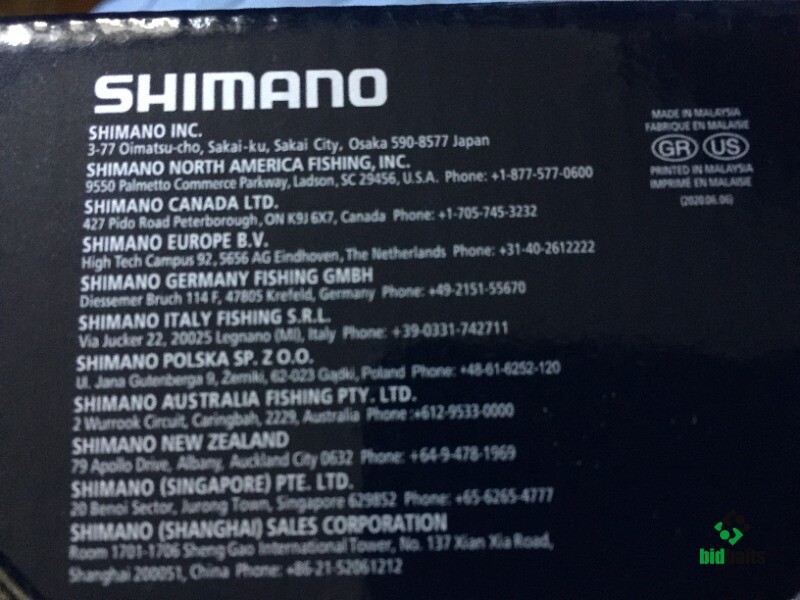 SHIMANO
SHIMANO INC.
3-77 Oimatsu-cho, Sakai-ku, Sakai City, Osaka 590-8577 Japan
SHIMANO NORTH AMERICA FISHING, INC.
9550 Palmetto Commerce Parkway, Ladson, SC 29456, U.S.A. Phone: +1-877-577-0600
SHIMANO CANADA LTD.
427 Pido Road Peterborough, ON K9J 6X7, Canada Phone: +1-705-745-3232
SHIMANO EUROPE B.V.
High Tech Campus 92, 5656 AG Eindhoven, The Netherlands Phone: +31-40-2612222
SHIMANO GERMANY FISHING GMBH
Diessemer Bruch 114 F, 47805 Krefeld, Germany Phone: +49-2151-55670
SHIMANO ITALY FISHING S.R.L.
Via Jucker 22, 20025 Legnano (MI), Italy Phone: +39-0331-742711
SHIMANO POLSKA SP. Z O.O.
Ul. Jana Gutenberga 9, Żerniki, 62-023 Gądki, Poland Phone: +48-61-6252-120
SHIMANO AUSTRALIA FISHING PTY. LTD.
2 Wurrook Circuit, Caringbah, 2229, Australia Phone :+612-9533-0000
SHIMANO NEW ZEALAND
79 Apollo Drive, Albany, Auckland City 0632 Phone: +64-9-478-1969
SHIMANO (SINGAPORE) PTE. LTD.
20 Benoi Sector, Jurong Town, Singapore 629852 Phone: +65-6265-4777
SHIMANO (SHANGHAI) SALES CORPORATION
Room 1701-1706 Sheng Gao International Tower, No. 137 Xian Xia Road,
Shanghai 200051, China Phone: +86-21-52061212
MADE IN MALAYSIA
FABRIQUE EN MALAISIE
GR US
PRINTED IN MALAYSIA
IMPRIME EN MALAISIE
(2020.06.06)
bidbaits